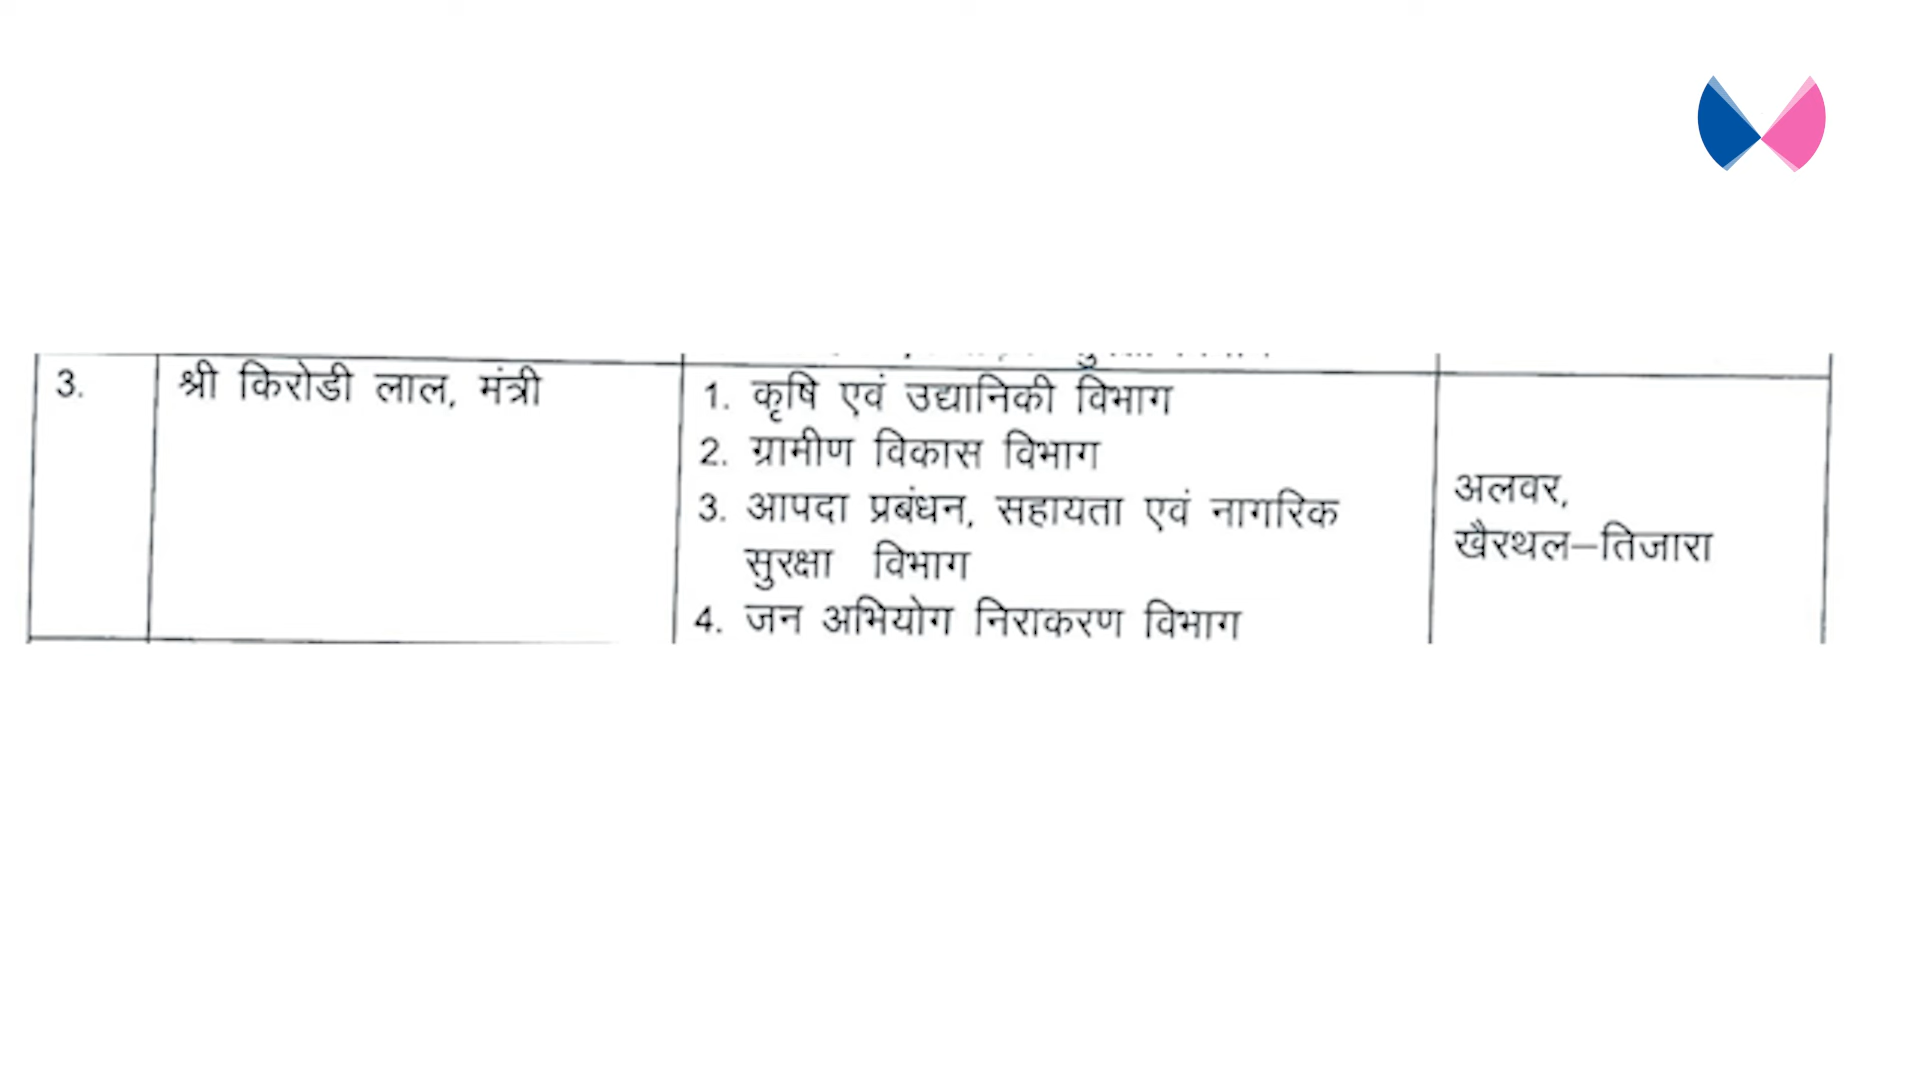 3.
श्री किरोडी लाल, मंत्री
1. कृषि एवं उद्यानिकी विभाग
2. ग्रामीण विकास विभाग
3. आपदा प्रबंधन, सहायता एवं नागरिक
सुरक्षा विभाग
4. जन अभियोग निराकरण विभाग
अलवर,
खैरथल–तिजारा